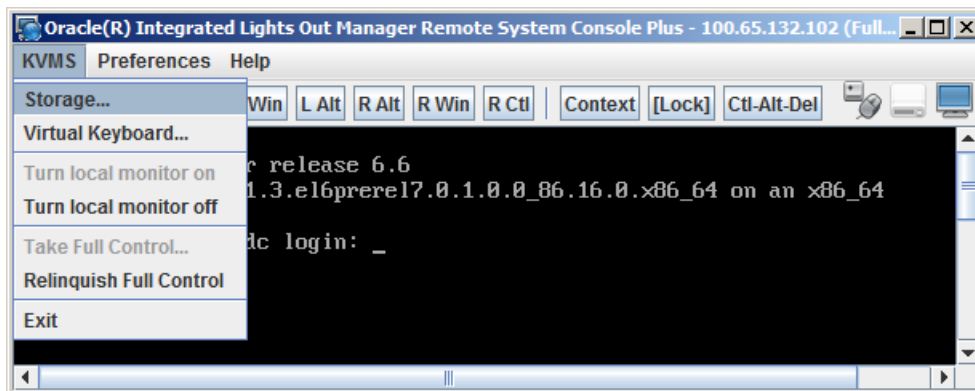 Oracle(R) Integrated Lights Out Manager Remote System Console Plus - 100.65.132.102 (Full...
KVMS Preferences Help
Storage...
Win L Alt R Alt R Win R Ctl Context [Lock] Ctl-Alt-Del
Virtual Keyboard...
Turn local monitor on
Turn local monitor off
Take Full Control...
Relinquish Full Control
Exit
r release 6.6
1.3.el6prerel7.0.1.0.0_86.16.0.x86_64 on an x86_64
dc login: _